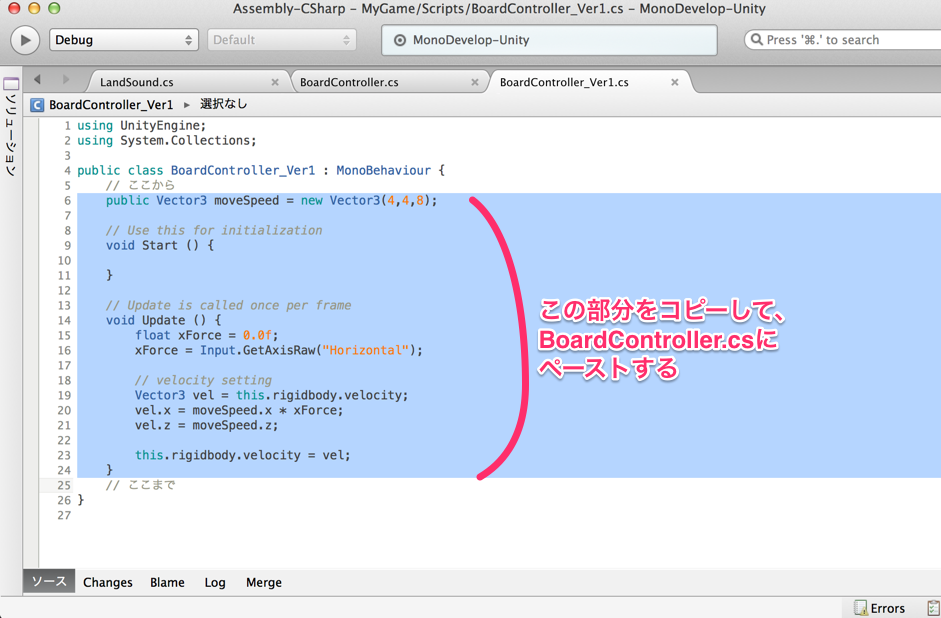 Assembly-CSharp – MyGame/Scripts/BoardController_Ver1.cs – MonoDevelop-Unity
Debug Default MonoDevelop-Unity Press '⌘.' to search
LandSound.cs × BoardController.cs × BoardController_Ver1.cs ×
ソリューション
C BoardController_Ver1 ▸ 選択なし
1 using UnityEngine;
2 using System.Collections;
3
4 public class BoardController_Ver1 : MonoBehaviour {
5 // ここから
6 public Vector3 moveSpeed = new Vector3(4,4,8);
7
8 // Use this for initialization
9 void Start () {
10
11 }
12
13 // Update is called once per frame
14 void Update () {
15 float xForce = 0.0f;
16 xForce = Input.GetAxisRaw("Horizontal");
17
18 // velocity setting
19 Vector3 vel = this.rigidbody.velocity;
20 vel.x = moveSpeed.x * xForce;
21 vel.z = moveSpeed.z;
22
23 this.rigidbody.velocity = vel;
24 }
25 // ここまで
26 }
27
この部分をコピーして、
BoardController.csに
ペーストする
ソース Changes Blame Log Merge
Errors